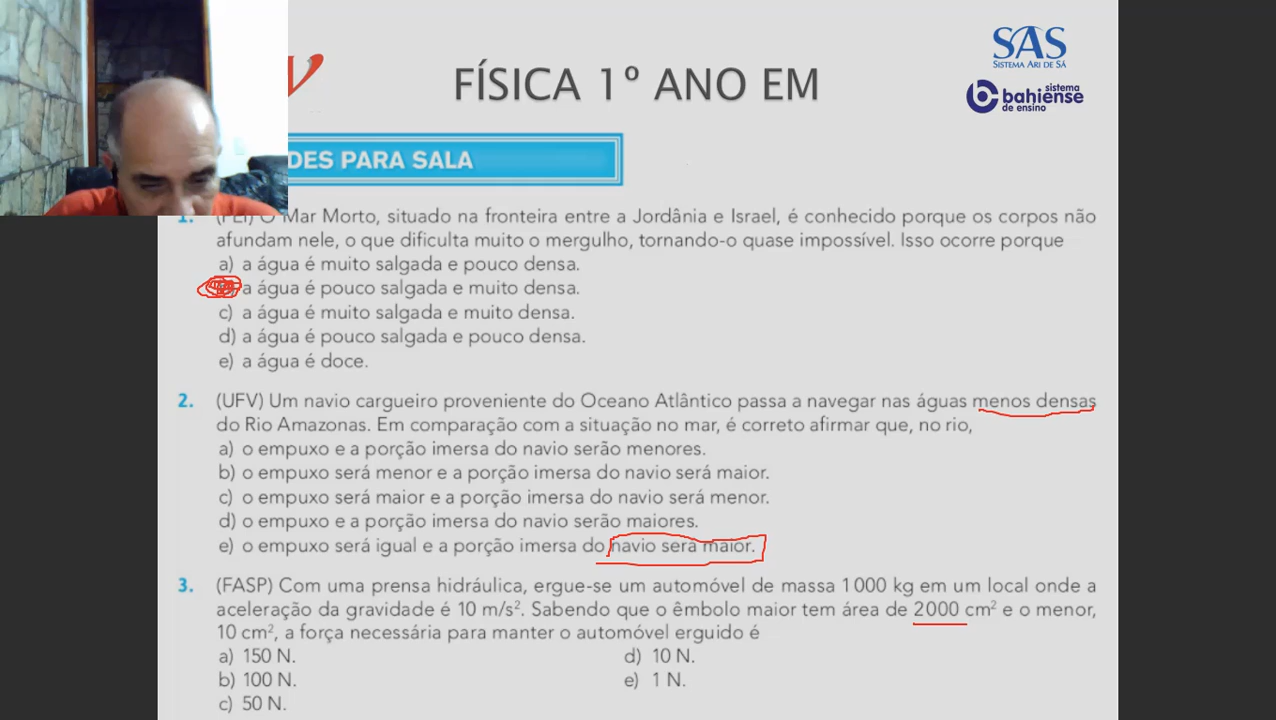 SAS
SISTEMA ARI DE SÁ
FÍSICA 1º ANO EM
sistema
bahiense
de ensino
DES PARA SALA
1. (FEI) O Mar Morto, situado na fronteira entre a Jordânia e Israel, é conhecido porque os corpos não
afundam nele, o que dificulta muito o mergulho, tornando-o quase impossível. Isso ocorre porque
a) a água é muito salgada e pouco densa.
a água é pouco salgada e muito densa.
c) a água é muito salgada e muito densa.
d) a água é pouco salgada e pouco densa.
e) a água é doce.
2. (UFV) Um navio cargueiro proveniente do Oceano Atlântico passa a navegar nas águas menos densas
do Rio Amazonas. Em comparação com a situação no mar, é correto afirmar que, no rio,
a) o empuxo e a porção imersa do navio serão menores.
b) o empuxo será menor e a porção imersa do navio será maior.
c) o empuxo será maior e a porção imersa do navio será menor.
d) o empuxo e a porção imersa do navio serão maiores.
e) o empuxo será igual e a porção imersa do navio será maior.
3. (FASP) Com uma prensa hidráulica, ergue-se um automóvel de massa 1 000 kg em um local onde a
aceleração da gravidade é 10 m/s². Sabendo que o êmbolo maior tem área de 2000 cm² e o menor,
10 cm², a força necessária para manter o automóvel erguido é
a) 150 N.
b) 100 N.
c) 50 N.
d) 10 N.
e) 1 N.